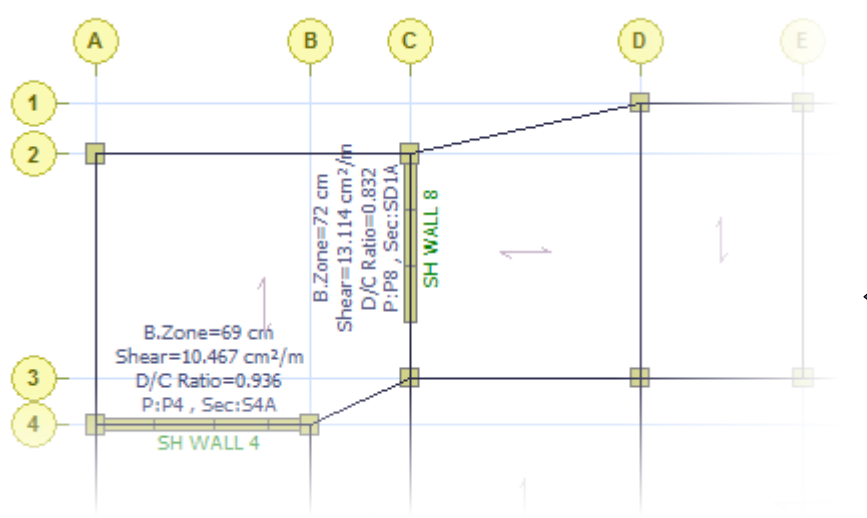 A
B
C
D
E
1
2
3
4
B.Zone=72 cm
Shear=13.114 cm²/m
D/C Ratio=0.832
P:P8 , Sec:SD1A
SH WALL 8
B.Zone=69 cm
Shear=10.467 cm²/m
D/C Ratio=0.936
P:P4 , Sec:S4A
SH WALL 4